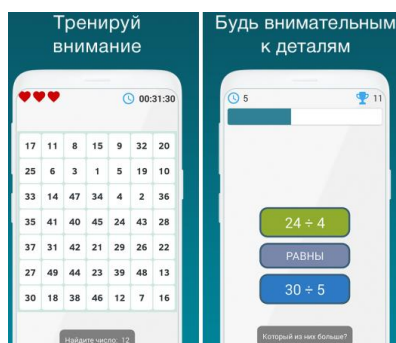 Тренируй
внимание
00:31:30
17 11 8 15 9 32 20
25 6 3 1 5 19 10
33 14 47 34 4 2 36
35 41 40 45 24 43 28
37 31 42 21 29 26 22
27 49 44 23 39 48 13
30 18 38 46 12 7 16
Найдите число: 12
Будь внимательным
к деталям
5 11
24 ÷ 4
РАВНЫ
30 ÷ 5
Который из них больше?